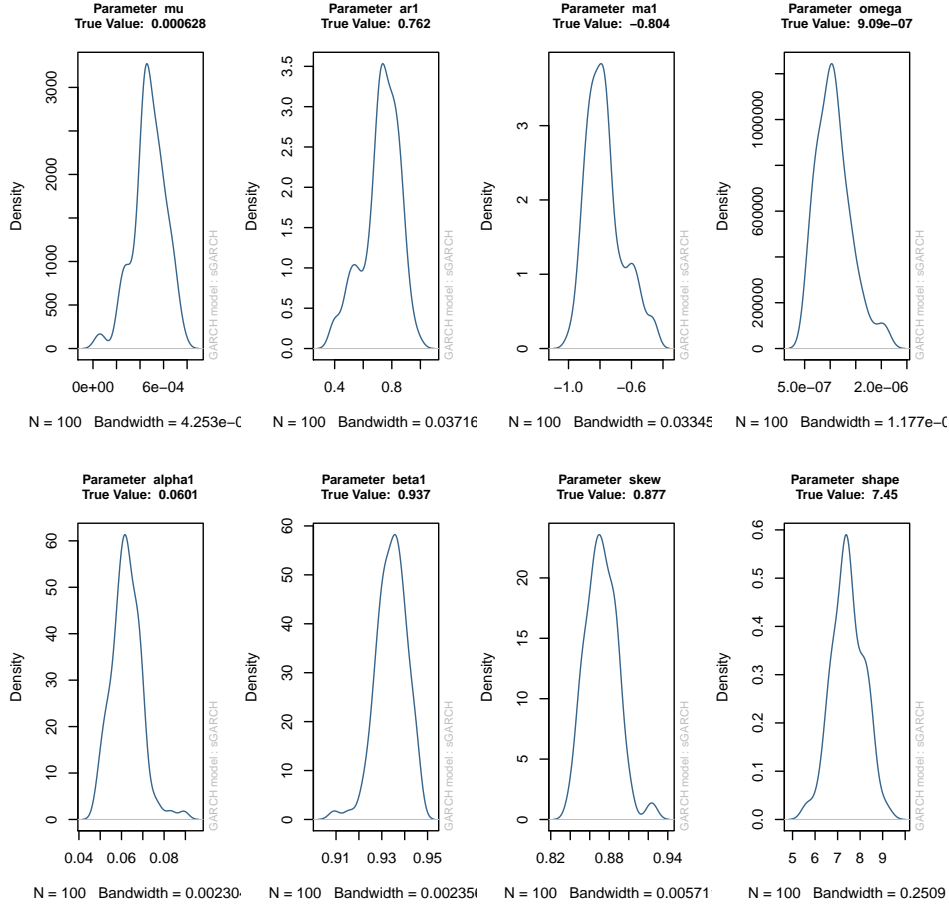 Parameter mu
True Value: 0.000628
Density
0
500
1000
2000
3000
0e+00
6e−04
GARCH model : sGARCH
N = 100 Bandwidth = 4.253e−0
Parameter ar1
True Value: 0.762
Density
0.0
0.5
1.0
1.5
2.0
2.5
3.0
3.5
0.4
0.8
GARCH model : sGARCH
N = 100 Bandwidth = 0.03716
Parameter ma1
True Value: −0.804
Density
0
1
2
3
−1.0
−0.6
GARCH model : sGARCH
N = 100 Bandwidth = 0.03345
Parameter omega
True Value: 9.09e−07
Density
0
200000
600000
1000000
5.0e−07
2.0e−06
GARCH model : sGARCH
N = 100 Bandwidth = 1.177e−0
Parameter alpha1
True Value: 0.0601
Density
0
10
20
30
40
50
60
0.04
0.06
0.08
GARCH model : sGARCH
N = 100 Bandwidth = 0.002304
Parameter beta1
True Value: 0.937
Density
0
10
20
30
40
50
60
0.91
0.93
0.95
GARCH model : sGARCH
N = 100 Bandwidth = 0.002356
Parameter skew
True Value: 0.877
Density
0
5
10
15
20
0.82
0.88
0.94
GARCH model : sGARCH
N = 100 Bandwidth = 0.00571
Parameter shape
True Value: 7.45
Density
0.0
0.1
0.2
0.3
0.4
0.5
0.6
5
6
7
8
9
GARCH model : sGARCH
N = 100 Bandwidth = 0.2509